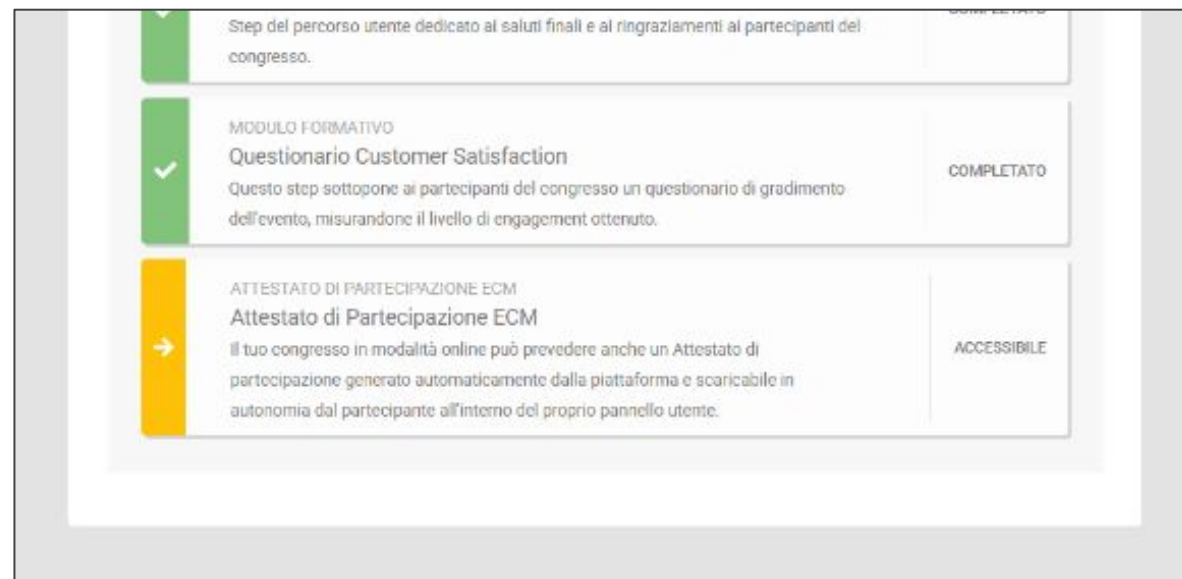 COMPLETATO
Step del percorso utente dedicato ai saluti finali e ai ringraziamenti ai partecipanti del
congresso.
MODULO FORMATIVO
Questionario Customer Satisfaction
Questo step sottopone ai partecipanti del congresso un questionario di gradimento
dell'evento, misurandone il livello di engagement ottenuto.
COMPLETATO
ATTESTATO DI PARTECIPAZIONE ECM
Attestato di Partecipazione ECM
Il tuo congresso in modalità online può prevedere anche un Attestato di
partecipazione generato automaticamente dalla piattaforma e scaricabile in
autonomia dal partecipante all'interno del proprio pannello utente.
ACCESSIBILE